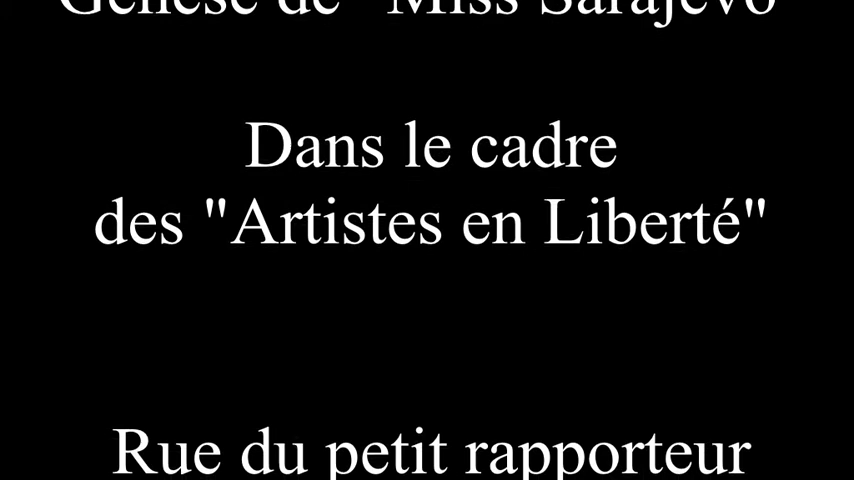 Genèse de "Miss Sarajevo"
Dans le cadre
des "Artistes en Liberté"
Rue du petit rapporteur